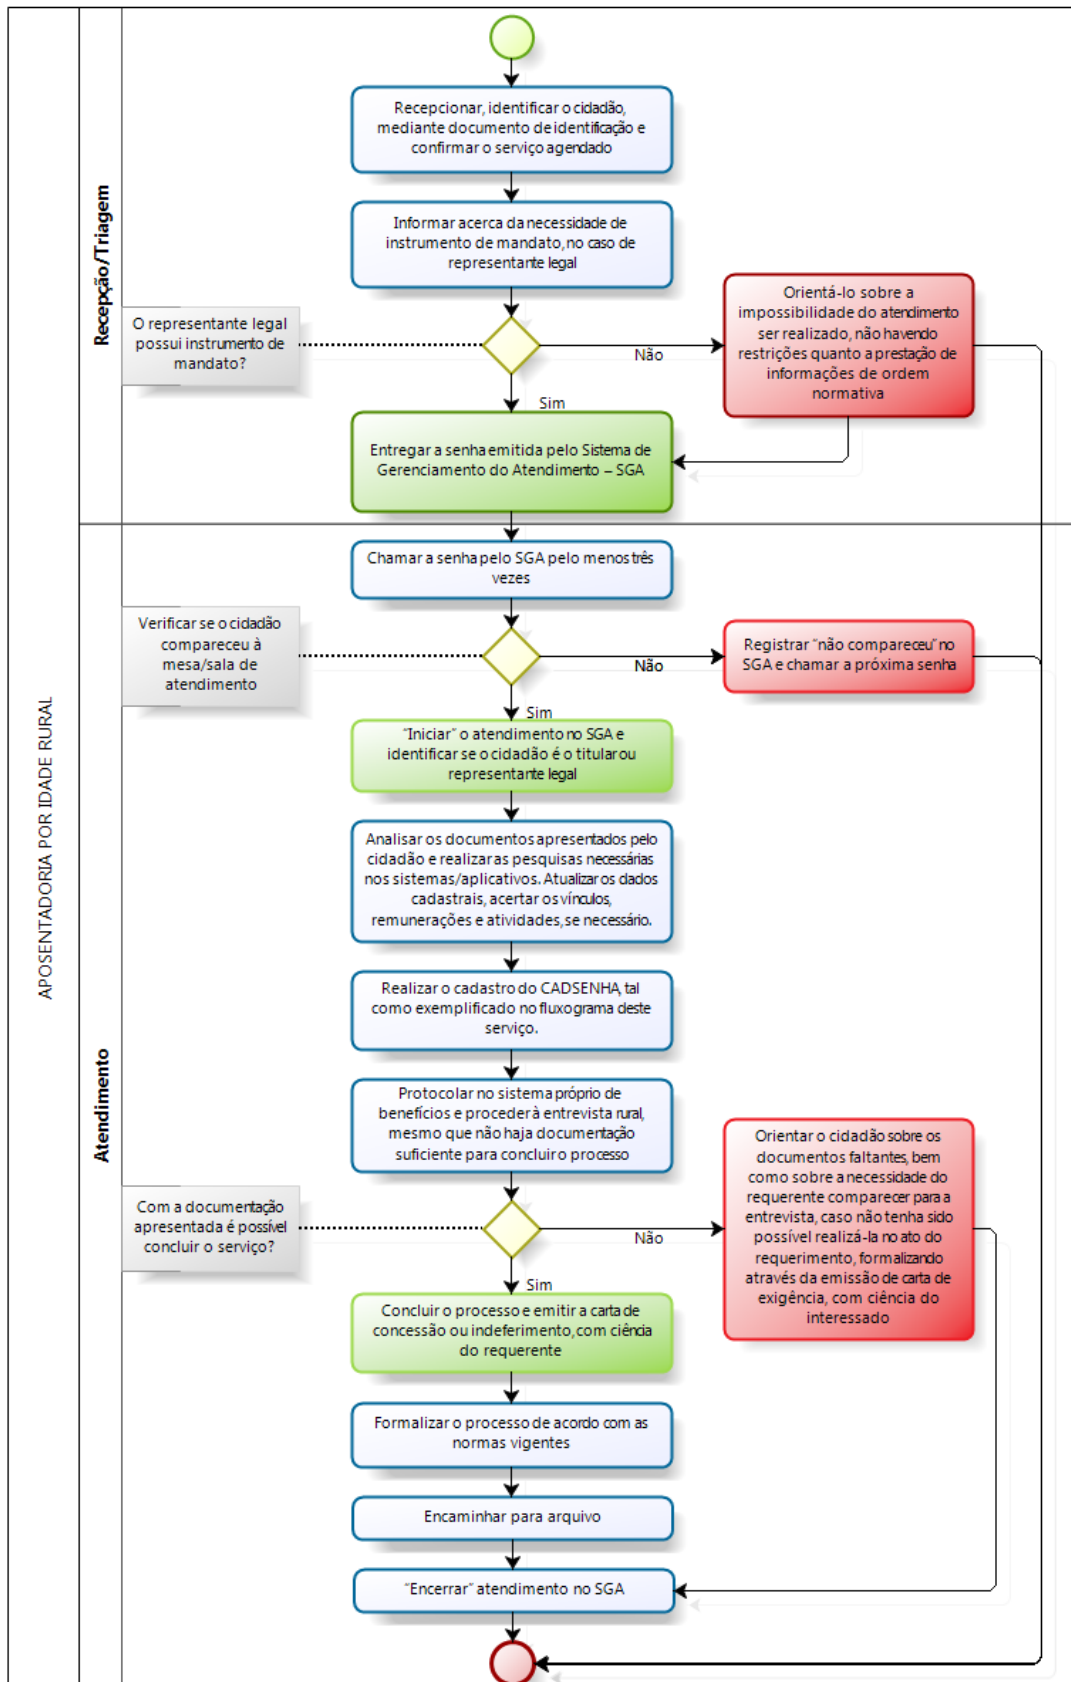 APOSENTADORIA POR IDADE RURAL
Recepção/Triagem
Recepcionar, identificar o cidadão,
mediante documento de identificação e
confirmar o serviço agendado
Informar acerca da necessidade de
instrumento de mandato, no caso de
representante legal
O representante legal
possui instrumento de
mandato?
Não
Orientá-lo sobre a
impossibilidade do atendimento
ser realizado, não havendo
restrições quanto a prestação de
informações de ordem
normativa
Sim
Entregar a senha emitida pelo Sistema de
Gerenciamento do Atendimento – SGA
Atendimento
Chamar a senha pelo SGA pelo menos três
vezes
Verificar se o cidadão
compareceu à
mesa/sala de
atendimento
Não
Registrar “não compareceu” no
SGA e chamar a próxima senha
Sim
“Iniciar” o atendimento no SGA e
identificar se o cidadão é o titular ou
representante legal
Analisar os documentos apresentados pelo
cidadão e realizar as pesquisas necessárias
nos sistemas/aplicativos. Atualizar os dados
cadastrais, acertar os vínculos,
remunerações e atividades, se necessário.
Realizar o cadastro do CADSENHA, tal
como exemplificado no fluxograma deste
serviço.
Protocolar no sistema próprio de
benefícios e proceder à entrevista rural,
mesmo que não haja documentação
suficiente para concluir o processo
Com a documentação
apresentada é possível
concluir o serviço?
Não
Orientar o cidadão sobre os
documentos faltantes, bem
como sobre a necessidade do
requerente comparecer para a
entrevista, caso não tenha sido
possível realizá-la no ato do
requerimento, formalizando
através da emissão de carta de
exigência, com ciência do
interessado
Sim
Concluir o processo e emitir a carta de
concessão ou indeferimento, com ciência
do requerente
Formalizar o processo de acordo com as
normas vigentes
Encaminhar para arquivo
“Encerrar” atendimento no SGA